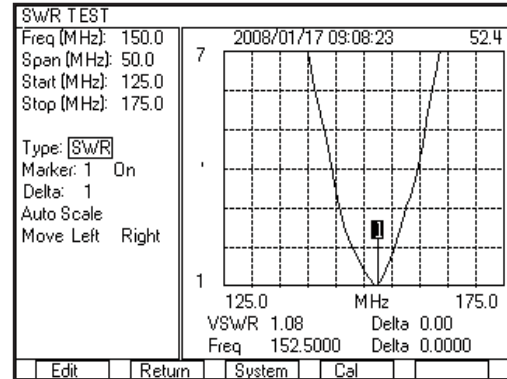 SWR TEST
Freq (MHz): 150.0
Span (MHz): 50.0
Start (MHz): 125.0
Stop (MHz): 175.0
Type: SWR
Marker: 1 On
Delta: 1
Auto Scale
Move Left Right
2008/01/17 09:08:23 52.4
7
1
1
125.0 MHz 175.0
VSWR 1.08 Delta 0.00
Freq 152.5000 Delta 0.0000
Edit Return System Cal